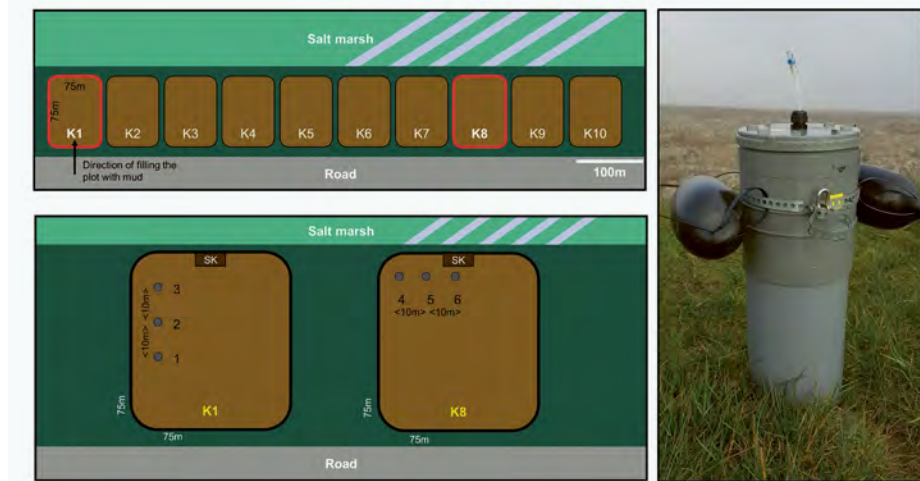 Salt marsh
75m
75m
K1 K2 K3 K4 K5 K6 K7 K8 K9 K10
Direction of filling the
plot with mud
100m
Road
Salt marsh
SK
3
<10m>
2
<10m>
1
K1
75m
75m
SK
4 5 6
<10m> <10m>
K8
75m
75m
Road